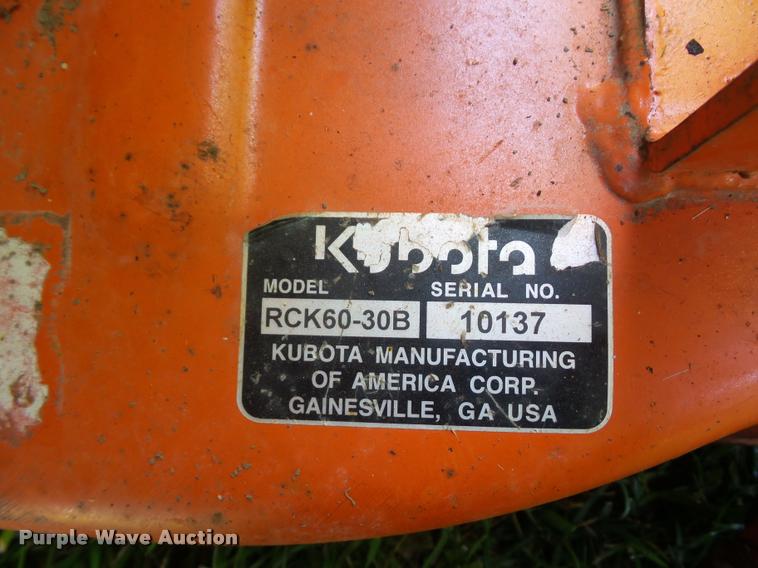 Kubota
MODEL SERIAL NO.
RCK60-30B 10137
KUBOTA MANUFACTURING
OF AMERICA CORP.
GAINESVILLE, GA USA
Purple Wave Auction